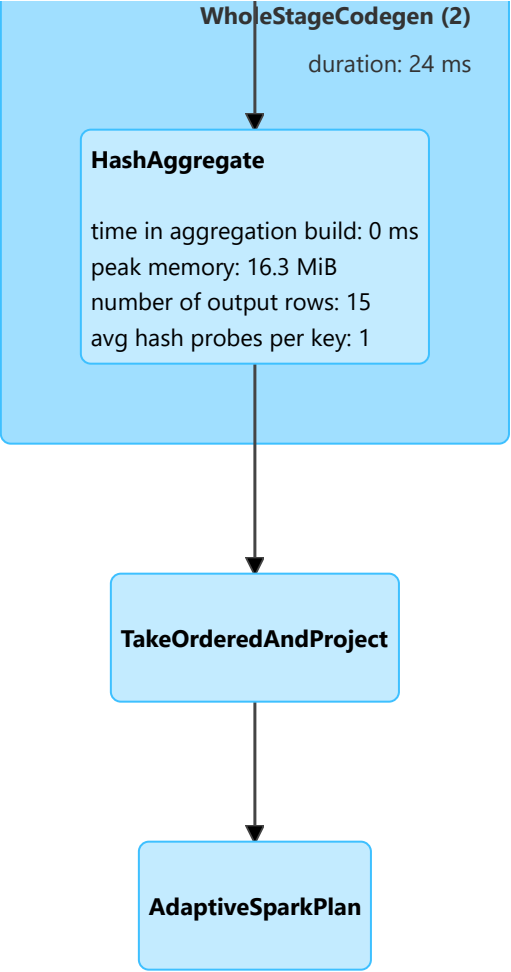 WholeStageCodegen (2)
duration: 24 ms
HashAggregate
time in aggregation build: 0 ms
peak memory: 16.3 MiB
number of output rows: 15
avg hash probes per key: 1
TakeOrderedAndProject
AdaptiveSparkPlan